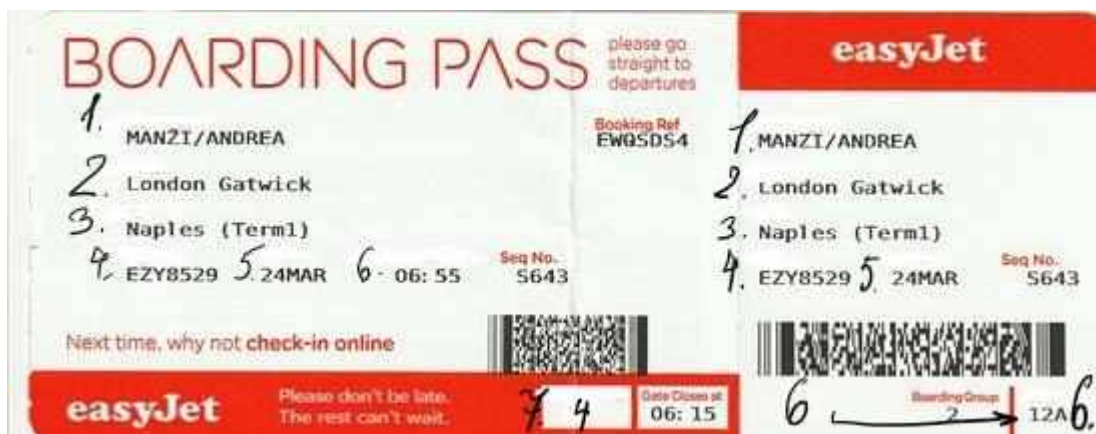 BOARDING PASS
please go
straight to
departures
easyJet
1. MANZI/ANDREA
Booking Ref
EWQSDS4
2. London Gatwick
3. Naples (Term1)
4. EZY8529 5. 24MAR 6. 06:55
Seq No.
S643
Next time, why not check-in online
easyJet
Please don't be late.
The rest can't wait.
7. 4
Gate Closes at
06:15
1. MANZI/ANDREA
2. London Gatwick
3. Naples (Term1)
4. EZY8529 5. 24MAR
Seq No.
S643
6
Boarding Group
2
12A 6.